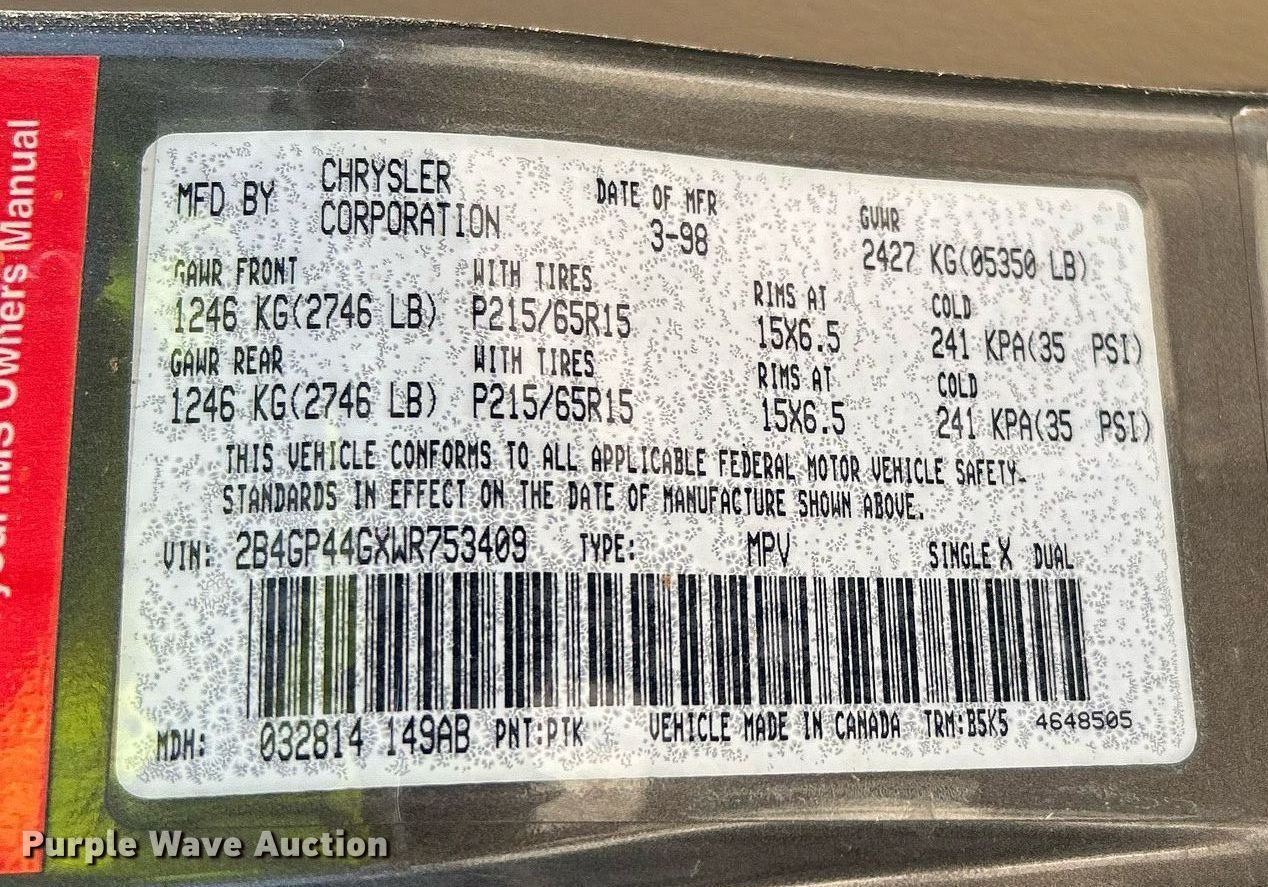 MFD BY CHRYSLER CORPORATION DATE OF MFR 3-98 GVWR 2427 KG(05350 LB)
GAWR FRONT WITH TIRES RIMS AT COLD
1246 KG(2746 LB) P215/65R15 15X6.5 241 KPA(35 PSI)
GAWR REAR WITH TIRES RIMS AT COLD
1246 KG(2746 LB) P215/65R15 15X6.5 241 KPA(35 PSI)
THIS VEHICLE CONFORMS TO ALL APPLICABLE FEDERAL MOTOR VEHICLE SAFETY
STANDARDS IN EFFECT ON THE DATE OF MANUFACTURE SHOWN ABOVE.
VIN: 2B4GP44GXWR753409 TYPE: MPV SINGLE X DUAL
MDH: 032814 149AB PNT:PTK VEHICLE MADE IN CANADA TRM:B5K5 4648505
Owners Manual
Purple Wave Auction